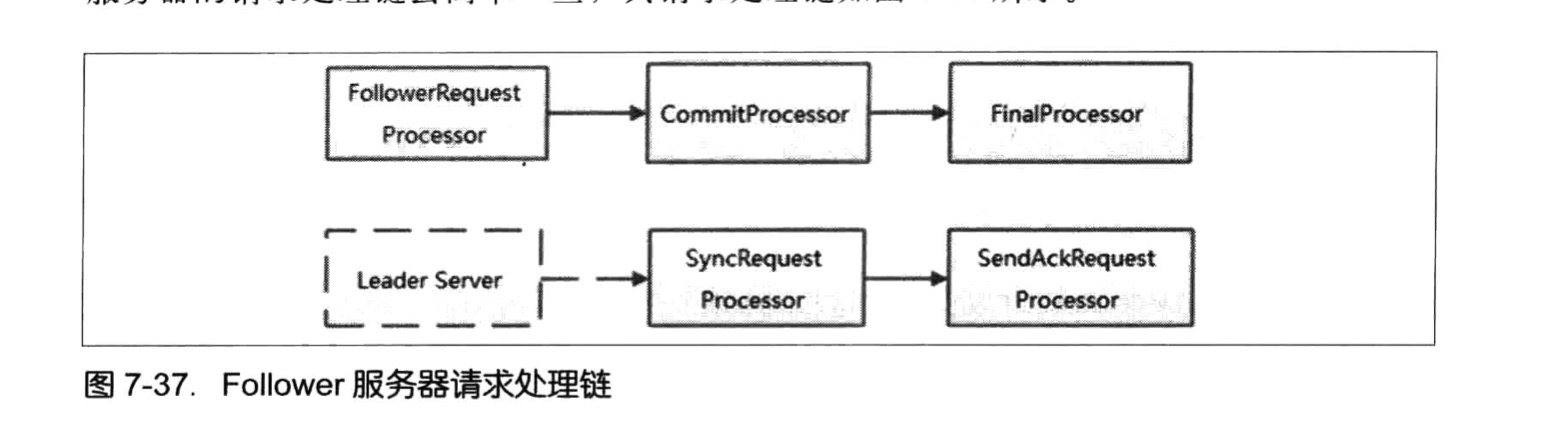 FollowerRequest
Processor
CommitProcessor
FinalProcessor
Leader Server
SyncRequest
Processor
SendAckRequest
Processor
图 7-37. Follower 服务器请求处理链